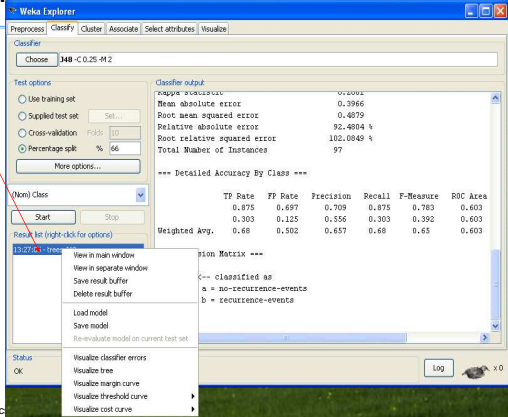 Weka Explorer
Preprocess Classify Cluster Associate Select attributes Visualize
Classifier
Choose J48 -C 0.25 -M 2
Test options
Use training set
Supplied test set Set...
Cross-validation Folds 10
Percentage split % 66
More options...
(Nom) Class
Start Stop
Result list (right-click for options)
13:27:
View in main window
View in separate window
Save result buffer
Delete result buffer
Load model
Save model
Re-evaluate model on current test set
Visualize classifier errors
Visualize tree
Visualize margin curve
Visualize threshold curve
Visualize cost curve
Classifier output
Kappa statistic
Mean absolute error 0.3966
Root mean squared error 0.4879
Relative absolute error 92.4804 %
Root relative squared error 102.0849 %
Total Number of Instances 97
=== Detailed Accuracy By Class ===
TP Rate FP Rate Precision Recall F-Measure ROC Area
0.875 0.697 0.709 0.875 0.783 0.603
0.303 0.125 0.556 0.303 0.392 0.603
Weighted Avg. 0.68 0.502 0.657 0.68 0.65 0.603
sion Matrix ===
<-- classified as
a = no-recurrence-events
b = recurrence-events
Status
OK
Log
x 0